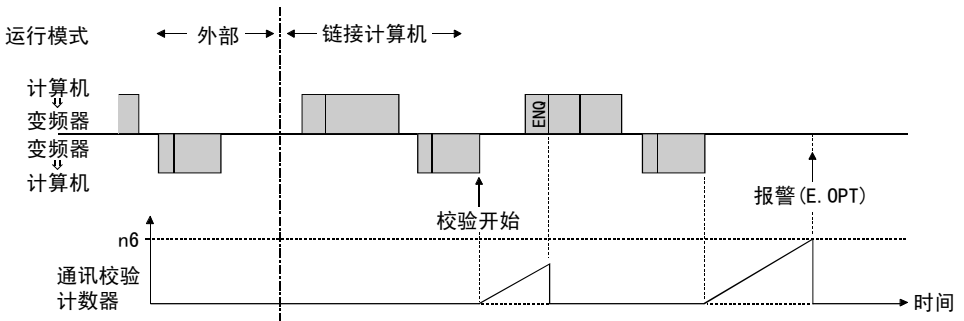 运行模式
外部
链接计算机
计算机
变频器
变频器
计算机
ENQ
校验开始
报警(E.OPT)
n6
通讯校验
计数器
时间